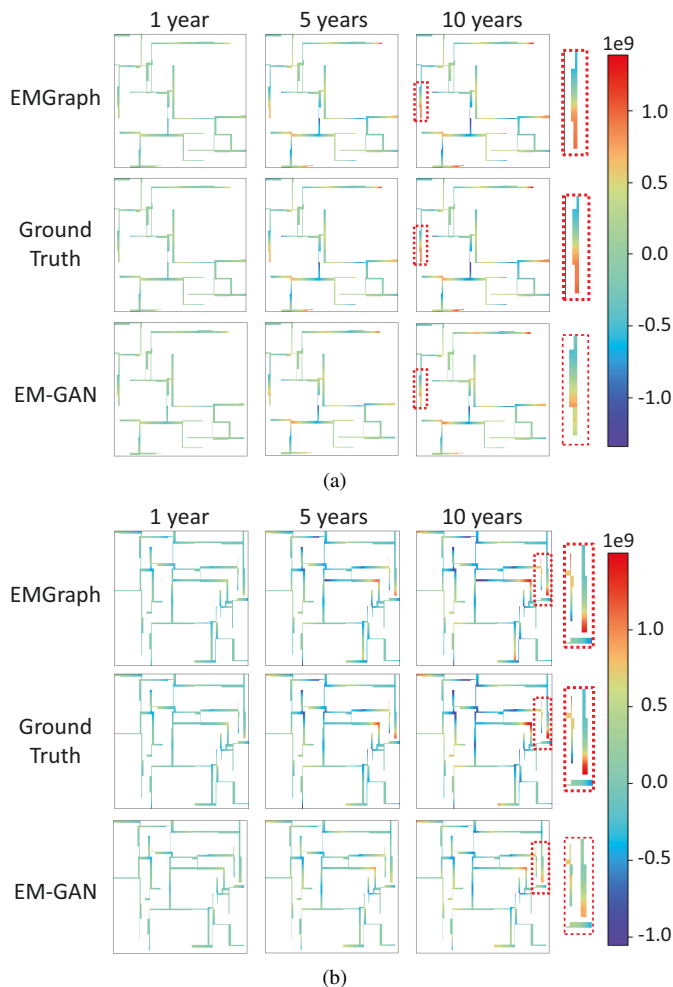 1 year 5 years 10 years
1e9
EMGraph
Ground
Truth
EM-GAN
1.0
0.5
0.0
-0.5
-1.0
(a)
1 year 5 years 10 years
1e9
EMGraph
Ground
Truth
EM-GAN
1.0
0.5
0.0
-0.5
-1.0
(b)